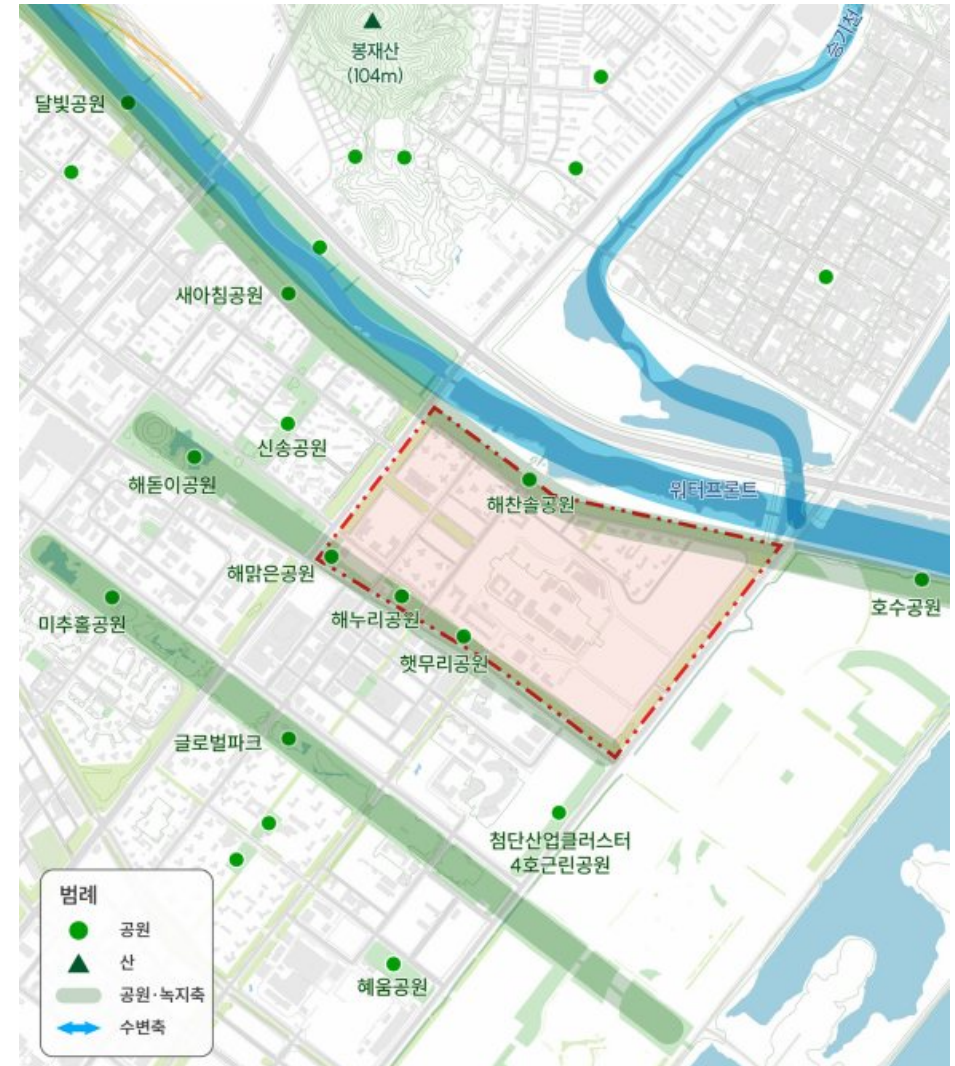 봉재산
(104m)
승기천
달빛공원
새아침공원
신송공원
해돋이공원
해찬솔공원
워터프론트
해맑은공원
해누리공원
호수공원
미추홀공원
햇무리공원
글로벌파크
첨단산업클러스터
4호근린공원
혜움공원
범례
공원
산
공원·녹지축
수변축